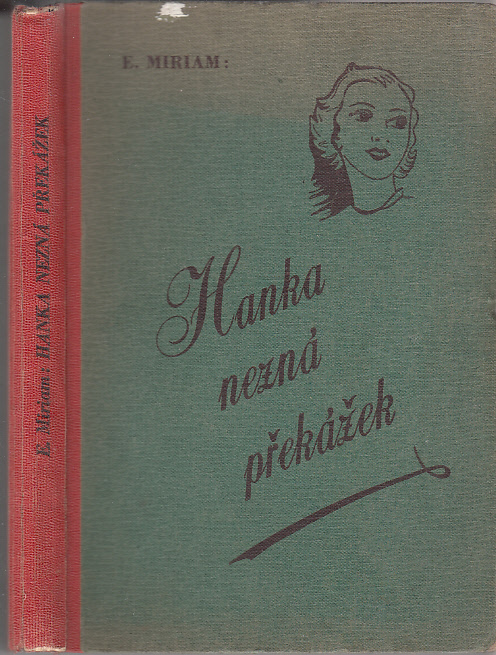 E. Miriam: HANKA NEZNÁ PŘEKÁŽEK
E. MIRIAM:
Hanka
nezná
překážek